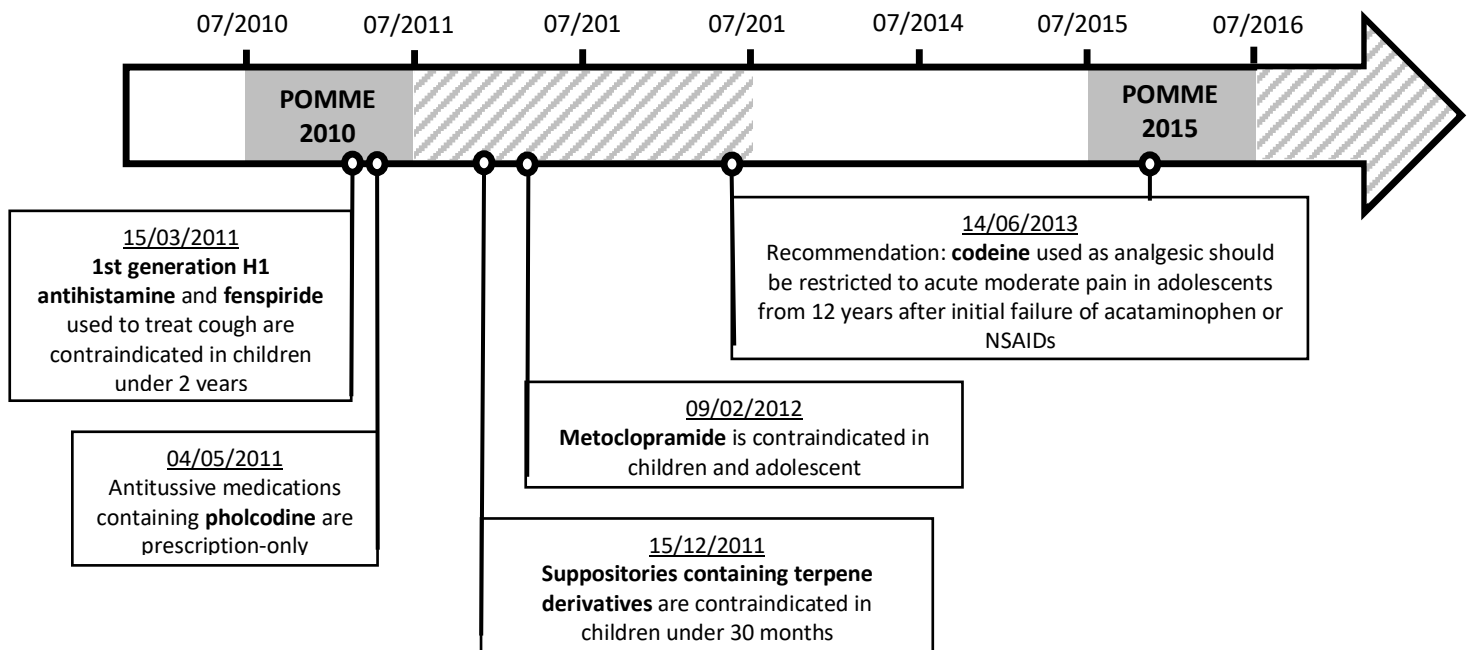 07/2010 07/2011 07/201 07/201 07/2014 07/2015 07/2016
POMME
2010
POMME
2015
15/03/2011
1st generation H1
antihistamine and fenspiride
used to treat cough are
contraindicated in children
under 2 years
14/06/2013
Recommendation: codeine used as analgesic should
be restricted to acute moderate pain in adolescents
from 12 years after initial failure of acataminophen or
NSAIDs
09/02/2012
Metoclopramide is contraindicated in
children and adolescent
04/05/2011
Antitussive medications
containing pholcodine are
prescription-only
15/12/2011
Suppositories containing terpene
derivatives are contraindicated in
children under 30 months